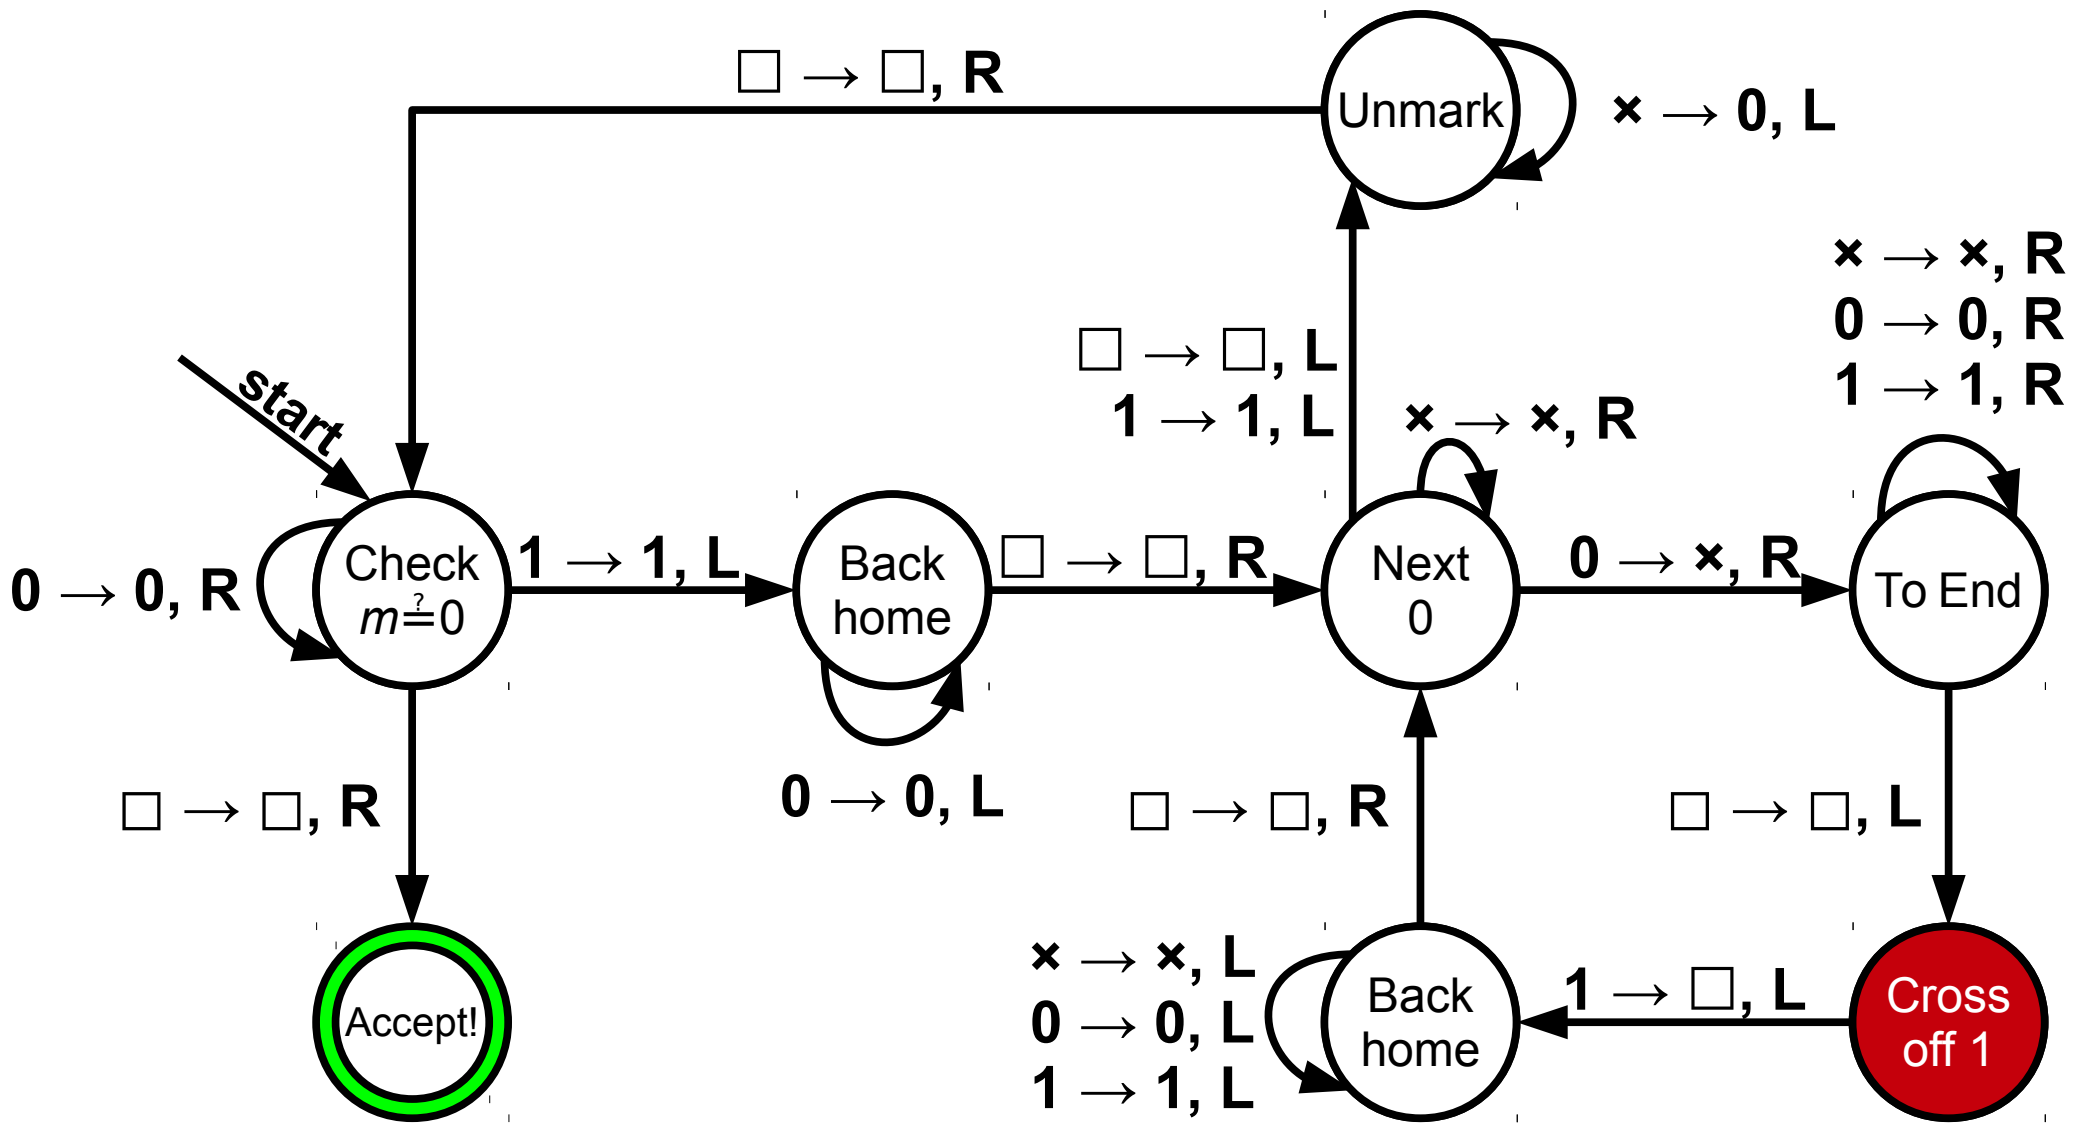 □ → □, R
Unmark
× → 0, L
× → ×, R
0 → 0, R
1 → 1, R
□ → □, L
1 → 1, L
× → ×, R
start
0 → 0, R
Check
m≟0
1 → 1, L
Back
home
0 → 0, L
□ → □, R
Next
0
0 → ×, R
To End
□ → □, R
□ → □, R
□ → □, L
Accept!
× → ×, L
0 → 0, L
1 → 1, L
Back
home
1 → □, L
Cross
off 1